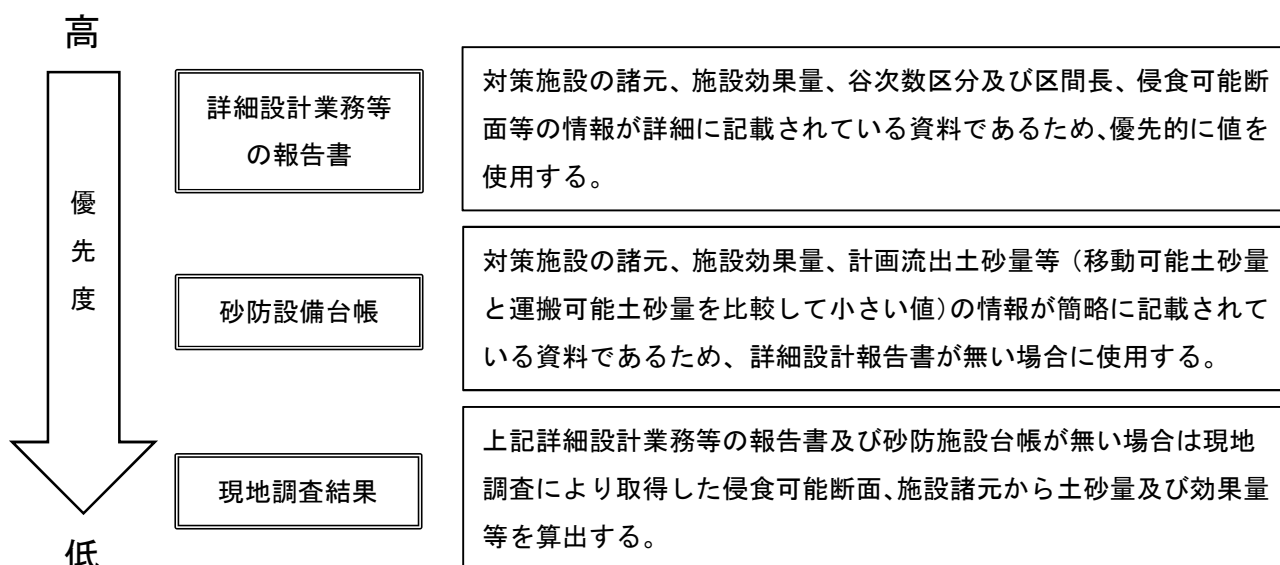 高
優
先
度
詳細設計業務等
の報告書
対策施設の諸元、施設効果量、谷次数区分及び区間長、侵食可能断
面等の情報が詳細に記載されている資料であるため、優先的に値を
使用する。
砂防設備台帳
対策施設の諸元、施設効果量、計画流出土砂量等（移動可能土砂量
と運搬可能土砂量を比較して小さい値）の情報が簡略に記載されて
いる資料であるため、詳細設計報告書が無い場合に使用する。
現地調査結果
上記詳細設計業務等の報告書及び砂防施設台帳が無い場合は現地
調査により取得した侵食可能断面、施設諸元から土砂量及び効果量
等を算出する。
低